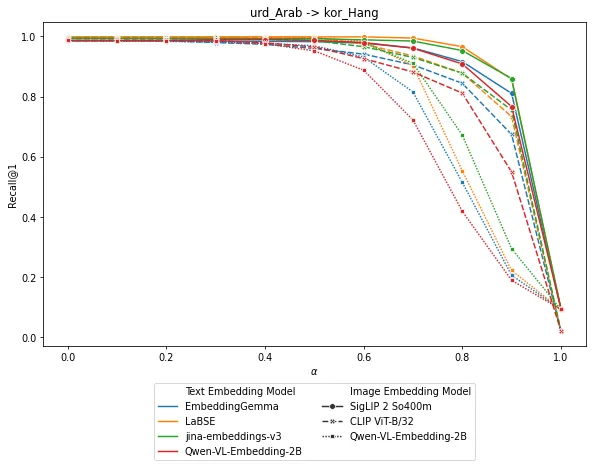 urd_Arab -> kor_Hang
Recall@1
1.0
0.8
0.6
0.4
0.2
0.0
0.0 0.2 0.4 0.6 0.8 1.0
α
Text Embedding Model
EmbeddingGemma
LaBSE
jina-embeddings-v3
Qwen-VL-Embedding-2B
Image Embedding Model
SigLIP 2 So400m
CLIP ViT-B/32
Qwen-VL-Embedding-2B